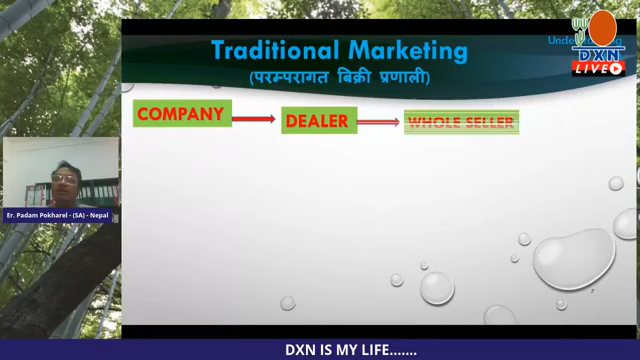 Traditional Marketing
(परम्परागत बिक्री प्रणाली)
DXN
LIVE
COMPANY
DEALER
WHOLE SELLER
Er. Padam Pokharel - (SA) - Nepal
DXN IS MY LIFE.......